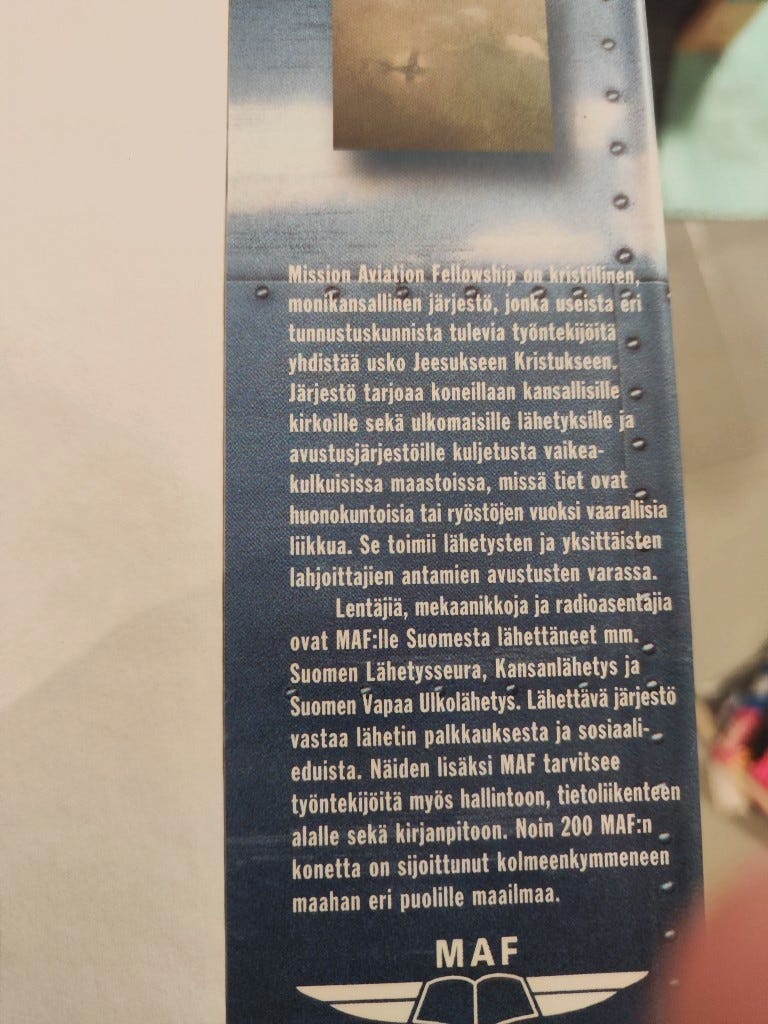 Mission Aviation Fellowship on kristillinen,
monikansallinen järjestö, jonka useista eri
tunnustuskunnista tulevia työntekijöitä
yhdistää usko Jeesukseen Kristukseen.
Järjestö tarjoaa koneillaan kansallisille
kirkoille sekä ulkomaisille lähetyksille ja
avustusjärjestöille kuljetusta vaikea-
kulkuisissa maastoissa, missä tiet ovat
huonokuntoisia tai ryöstöjen vuoksi vaarallisia
liikkua. Se toimii lähetysten ja yksittäisten
lahjoittajien antamien avustusten varassa.
Lentäjiä, mekaanikkoja ja radioasentajia
ovat MAF:lle Suomesta lähettäneet mm.
Suomen Lähetysseura, Kansanlähetys ja
Suomen Vapaa Ulkolähetys. Lähettävä järjestö
vastaa lähetin palkkauksesta ja sosiaali-
eduista. Näiden lisäksi MAF tarvitsee
työntekijöitä myös hallintoon, tietoliikenteen
alalle sekä kirjanpitoon. Noin 200 MAF:n
konetta on sijoittunut kolmeenkymmeneen
maahan eri puolille maailmaa.
MAF